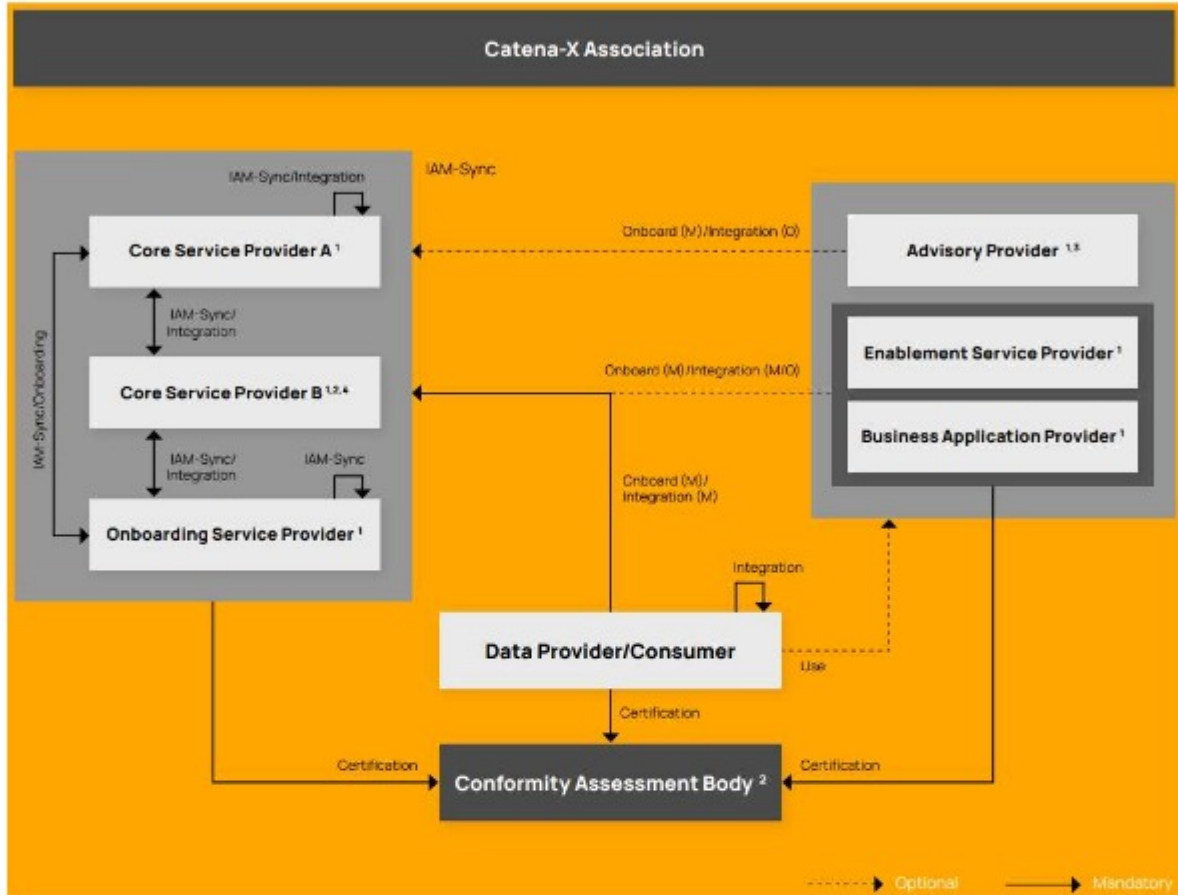 Catena-X Association
IAM-Sync/Integration
IAM-Sync
Core Service Provider A ¹
Onboard (M)/Integration (O)
Advisory Provider ¹,³
IAM-Sync/
Integration
IAM-Sync/Onboarding
Core Service Provider B ¹,²,⁴
Onboard (M)/Integration (M/O)
Enablement Service Provider ¹
Business Application Provider ¹
IAM-Sync/
Integration
IAM-Sync
Onboard (M)/
Integration (M)
Onboarding Service Provider ¹
Integration
Data Provider/Consumer
Use
Certification
Certification
Conformity Assessment Body ²
Certification
Optional
Mandatory